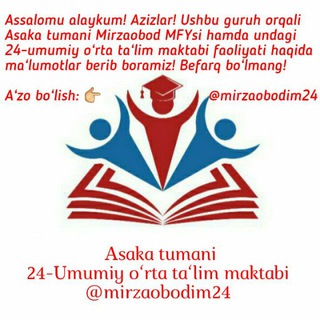 Assalomu alaykum! Azizlar! Ushbu guruh orqali
Asaka tumani Mirzaobod MFYsi hamda undagi
24-umumiy oʻrta taʼlim maktabi faoliyati haqida
maʼlumotlar berib boramiz! Befarq boʻlmang!
Aʼzo boʻlish: 👉🏼 @mirzaobodim24
Asaka tumani
24-Umumiy oʻrta taʼlim maktabi
@mirzaobodim24